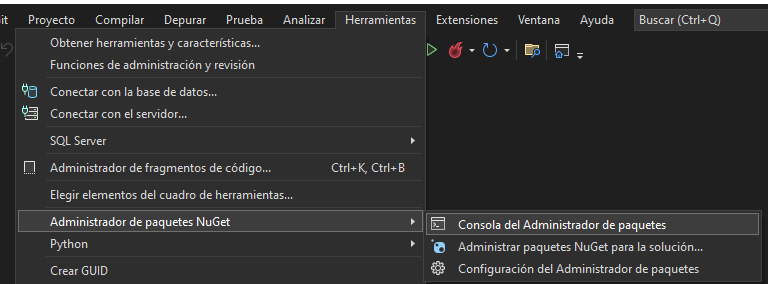 it Proyecto Compilar Depurar Prueba Analizar Herramientas Extensiones Ventana Ayuda Buscar (Ctrl+Q)
Obtener herramientas y características...
Funciones de administración y revisión
Conectar con la base de datos...
Conectar con el servidor...
SQL Server
Administrador de fragmentos de código... Ctrl+K, Ctrl+B
Elegir elementos del cuadro de herramientas...
Administrador de paquetes NuGet
Consola del Administrador de paquetes
Python
Administrar paquetes NuGet para la solución...
Crear GUID
Configuración del Administrador de paquetes